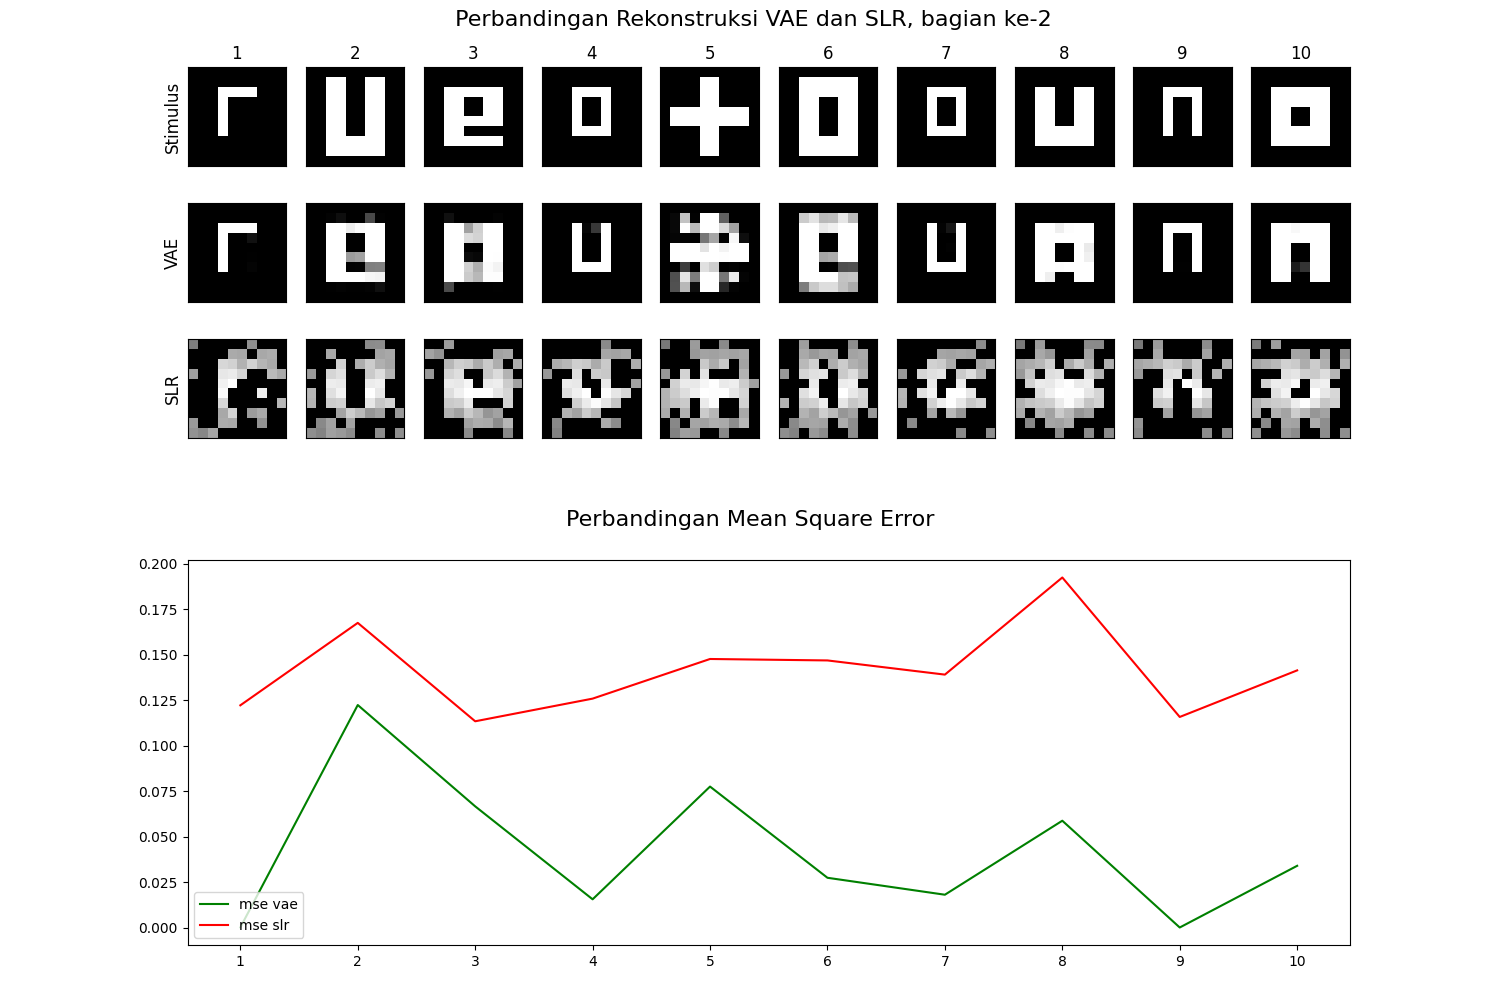 Perbandingan Rekonstruksi VAE dan SLR, bagian ke-2
1 2 3 4 5 6 7 8 9 10
Stimulus
VAE
SLR
Perbandingan Mean Square Error
0.200
0.175
0.150
0.125
0.100
0.075
0.050
0.025
0.000
mse vae
mse slr
1 2 3 4 5 6 7 8 9 10